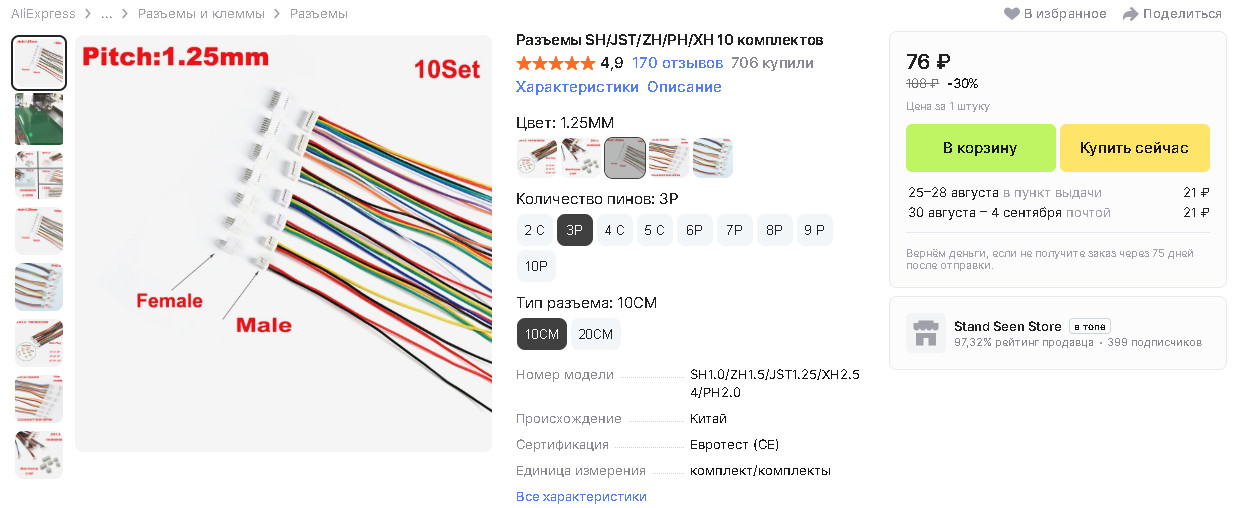 AliExpress > ... > Разъемы и клеммы > Разъемы
В избранное
Поделиться
Pitch:1.25mm
10Set
Female
Male
Разъемы SH/JST/ZH/PH/XH 10 комплектов
4,9 170 отзывов 706 купили
Характеристики Описание
Цвет: 1.25MM
Количество пинов: 3P
2 C 3P 4 C 5 C 6P 7P 8P 9 P
10P
Тип разъема: 10CM
10CM 20CM
Номер модели SH1.0/ZH1.5/JST1.25/XH2.5
4/PH2.0
Происхождение Китай
Сертификация Евротест (CE)
Единица измерения комплект/комплекты
Все характеристики
76 ₽
108 ₽ -30%
Цена за 1 штуку
В корзину
Купить сейчас
25–28 августа в пункт выдачи 21 ₽
30 августа – 4 сентября почтой 21 ₽
Вернём деньги, если не получите заказ через 75 дней
после отправки.
Stand Seen Store в топе
97,32% рейтинг продавца • 399 подписчиков